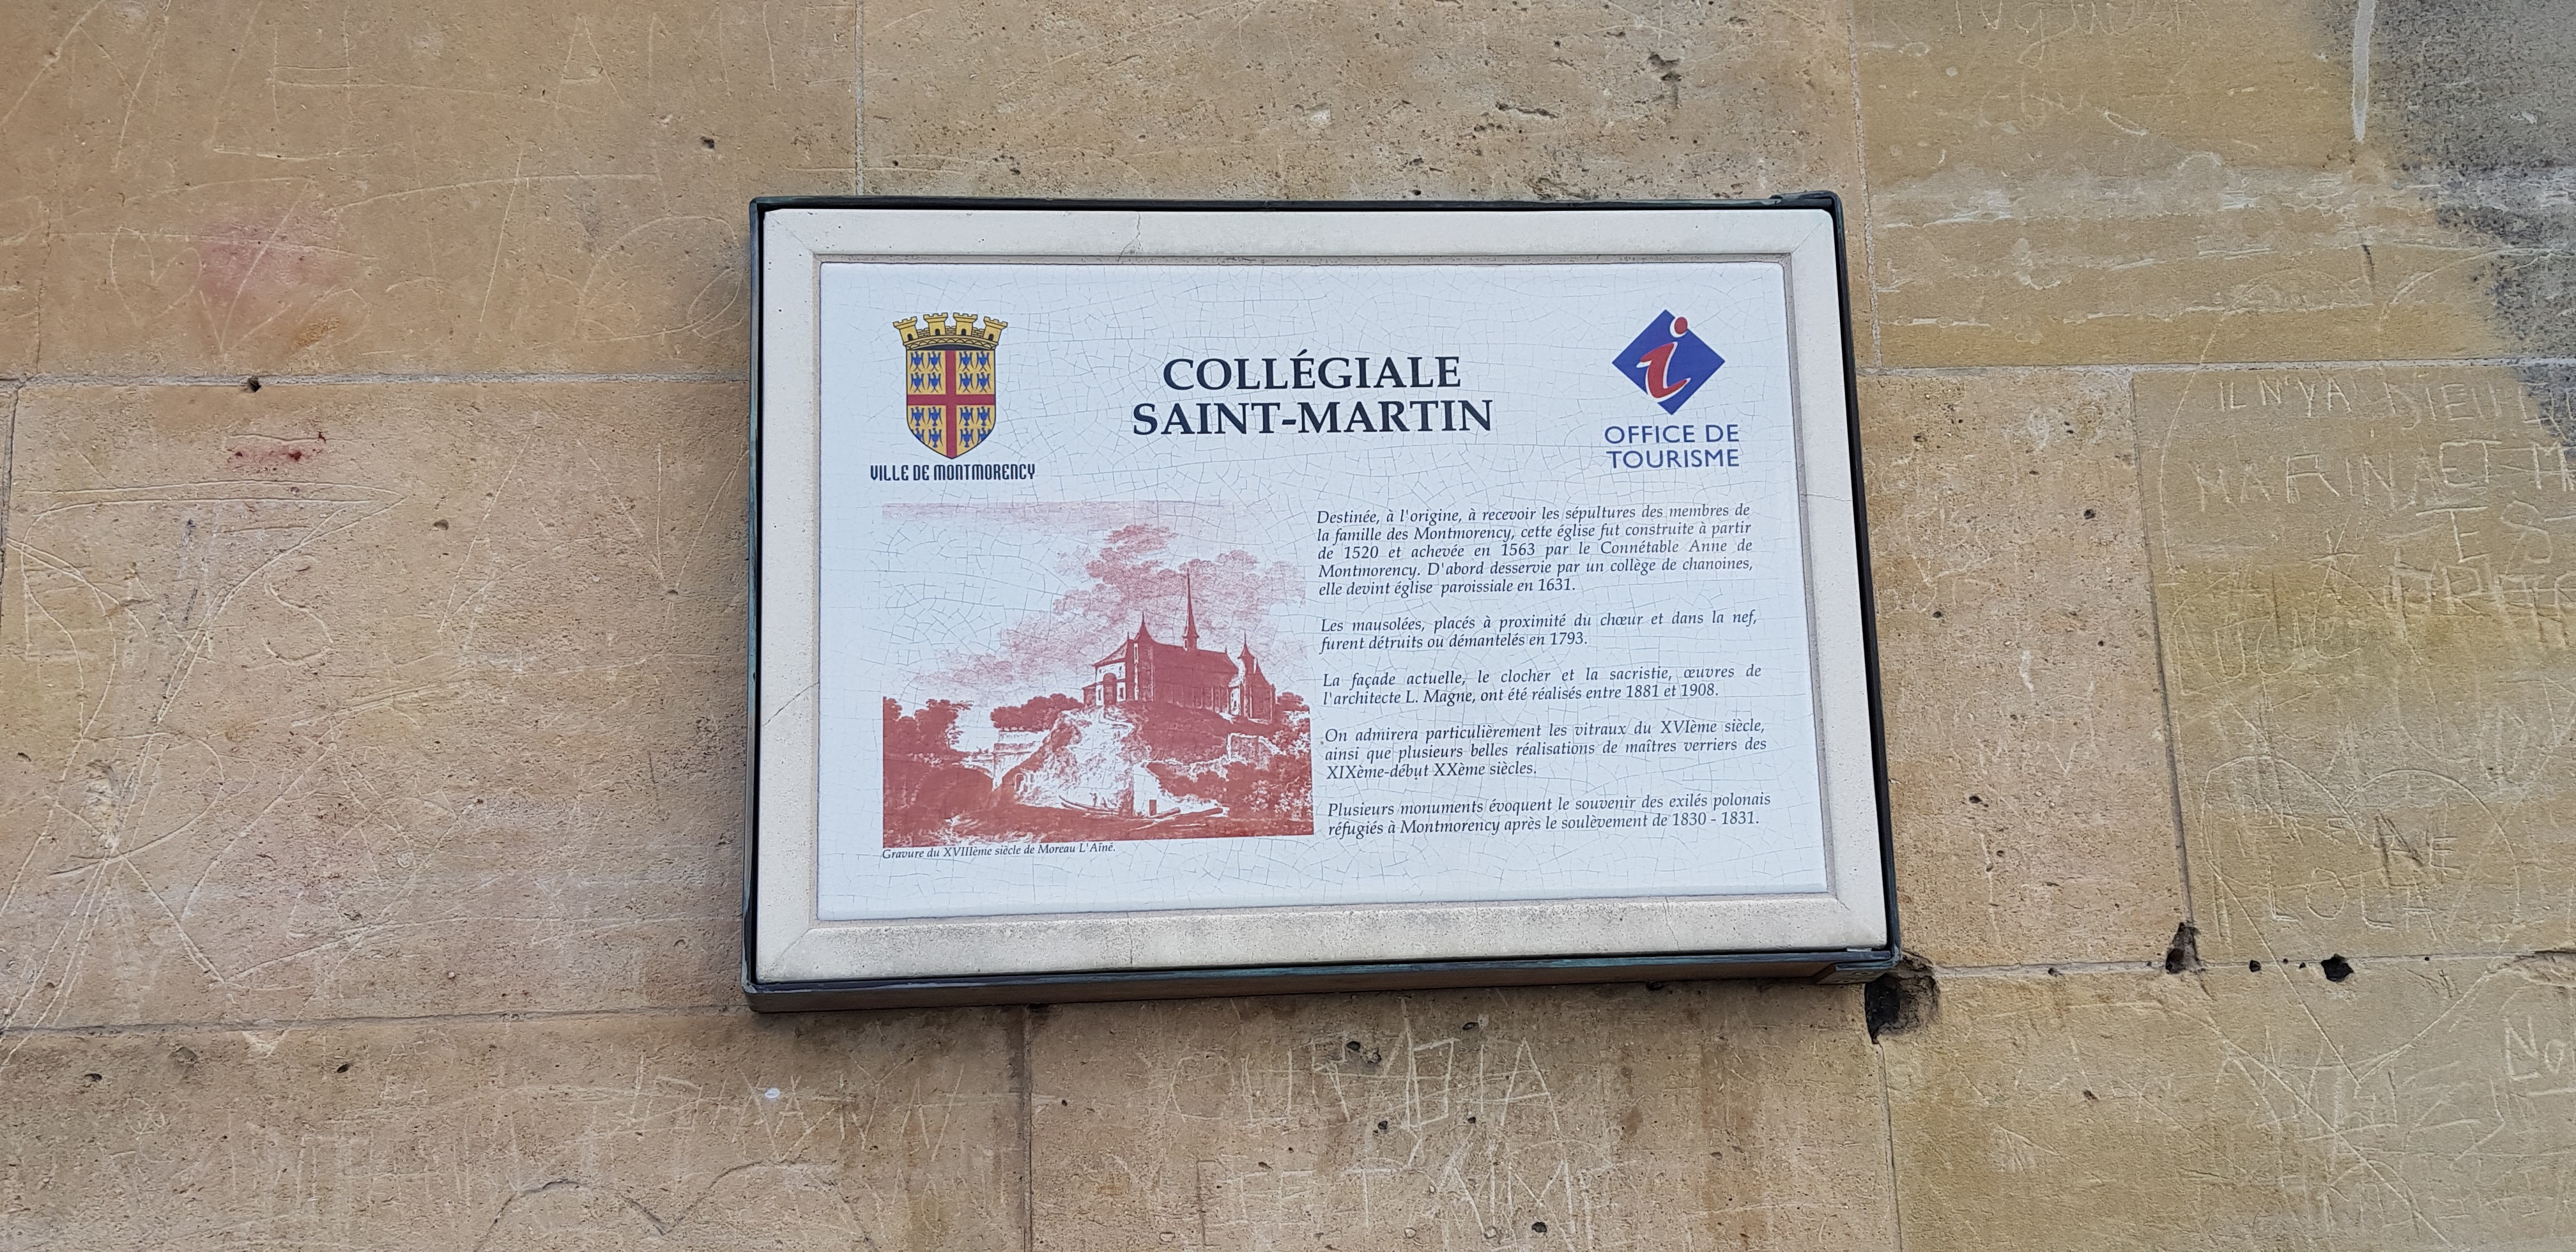 VILLE DE MONTMORENCY
COLLÉGIALE
SAINT-MARTIN
OFFICE DE
TOURISME
Destinée, à l'origine, à recevoir les sépultures des membres de
la famille des Montmorency, cette église fut construite à partir
de 1520 et achevée en 1563 par le Connétable Anne de
Montmorency. D'abord desservie par un collège de chanoines,
elle devint église paroissiale en 1631.
Les mausolées, placés à proximité du chœur et dans la nef,
furent détruits ou démantelés en 1793.
La façade actuelle, le clocher et la sacristie, œuvres de
l'architecte L. Magne, ont été réalisés entre 1881 et 1908.
On admirera particulièrement les vitraux du XVIème siècle,
ainsi que plusieurs belles réalisations de maîtres verriers des
XIXème-début XXème siècles.
Plusieurs monuments évoquent le souvenir des exilés polonais
réfugiés à Montmorency après le soulèvement de 1830 - 1831.
Gravure du XVIIIème siècle de Moreau L'Aîné.
IL N'YA
MARINA ET
LOLA